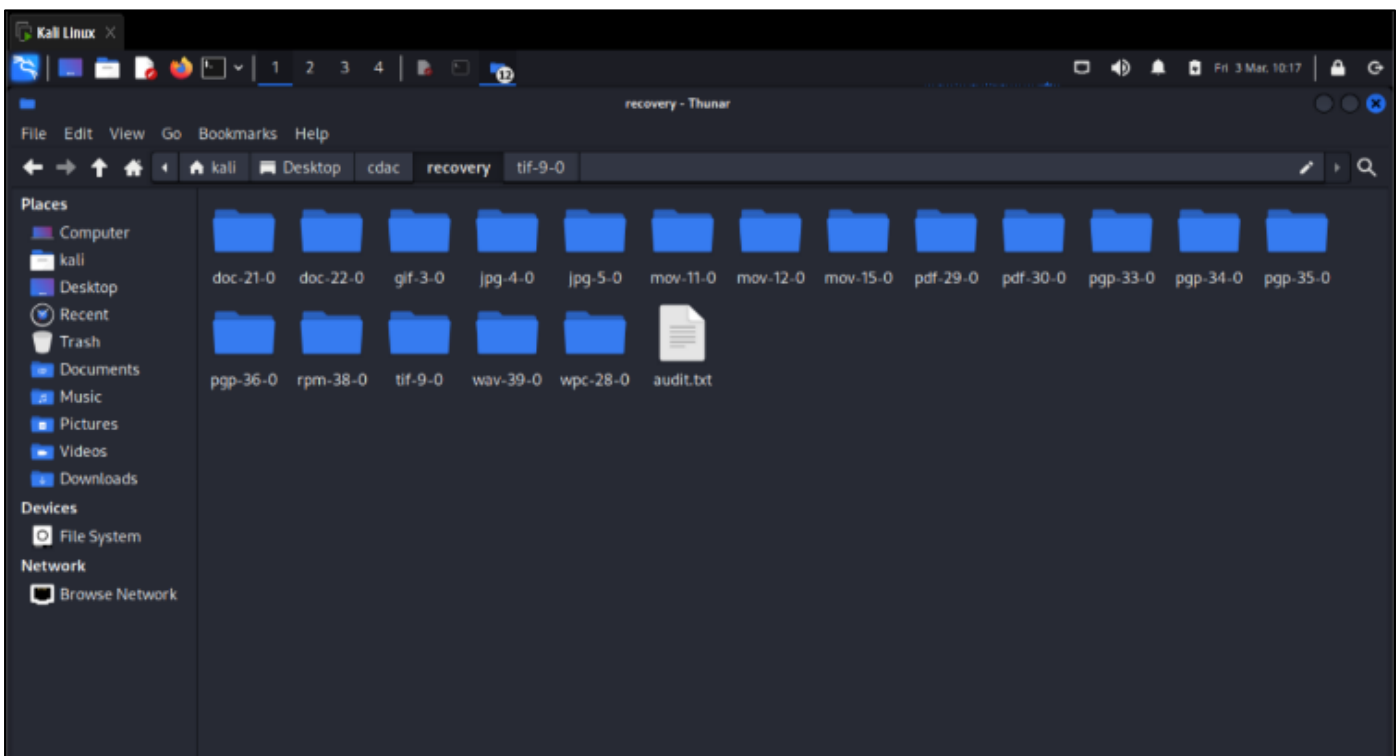 Kali Linux
1 2 3 4 12 Fri 3 Mar, 10:17
recovery - Thunar
File Edit View Go Bookmarks Help
kali Desktop cdac recovery tif-9-0
Places
Computer
kali
Desktop
Recent
Trash
Documents
Music
Pictures
Videos
Downloads
Devices
File System
Network
Browse Network
doc-21-0 doc-22-0 gif-3-0 jpg-4-0 jpg-5-0 mov-11-0 mov-12-0 mov-15-0 pdf-29-0 pdf-30-0 pgp-33-0 pgp-34-0 pgp-35-0
pgp-36-0 rpm-38-0 tif-9-0 wav-39-0 wpc-28-0 audit.txt